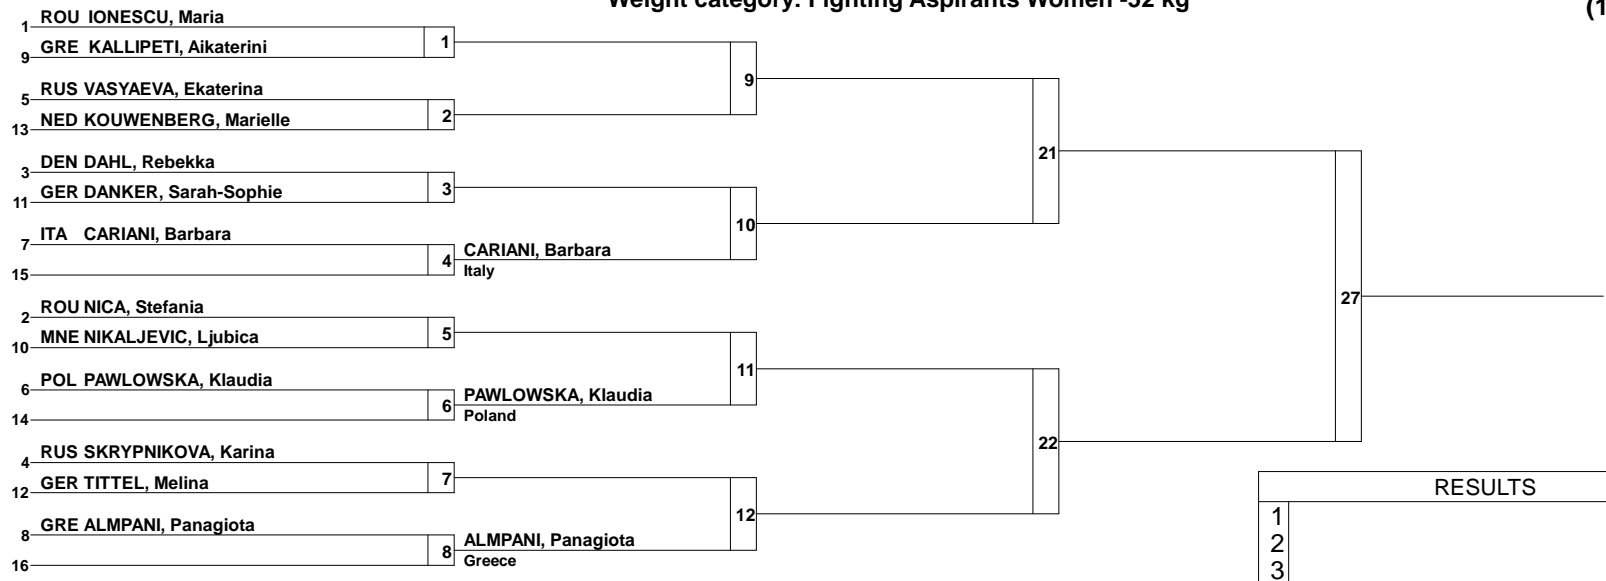 Weight category: Fighting Aspirants Women -52 kg
(1
1 ROU IONESCU, Maria
9 GRE KALLIPETI, Aikaterini
1
5 RUS VASYAEVA, Ekaterina
13 NED KOUWENBERG, Marielle
2
9
3 DEN DAHL, Rebekka
11 GER DANKER, Sarah-Sophie
3
7 ITA CARIANI, Barbara
15
4
CARIANI, Barbara
Italy
10
21
2 ROU NICA, Stefania
10 MNE NIKALJEVIC, Ljubica
5
6 POL PAWLOWSKA, Klaudia
14
6
PAWLOWSKA, Klaudia
Poland
11
4 RUS SKRYPNIKOVA, Karina
12 GER TITTEL, Melina
7
8 GRE ALMPANI, Panagiota
16
8
ALMPANI, Panagiota
Greece
12
22
27
RESULTS
1
2
3